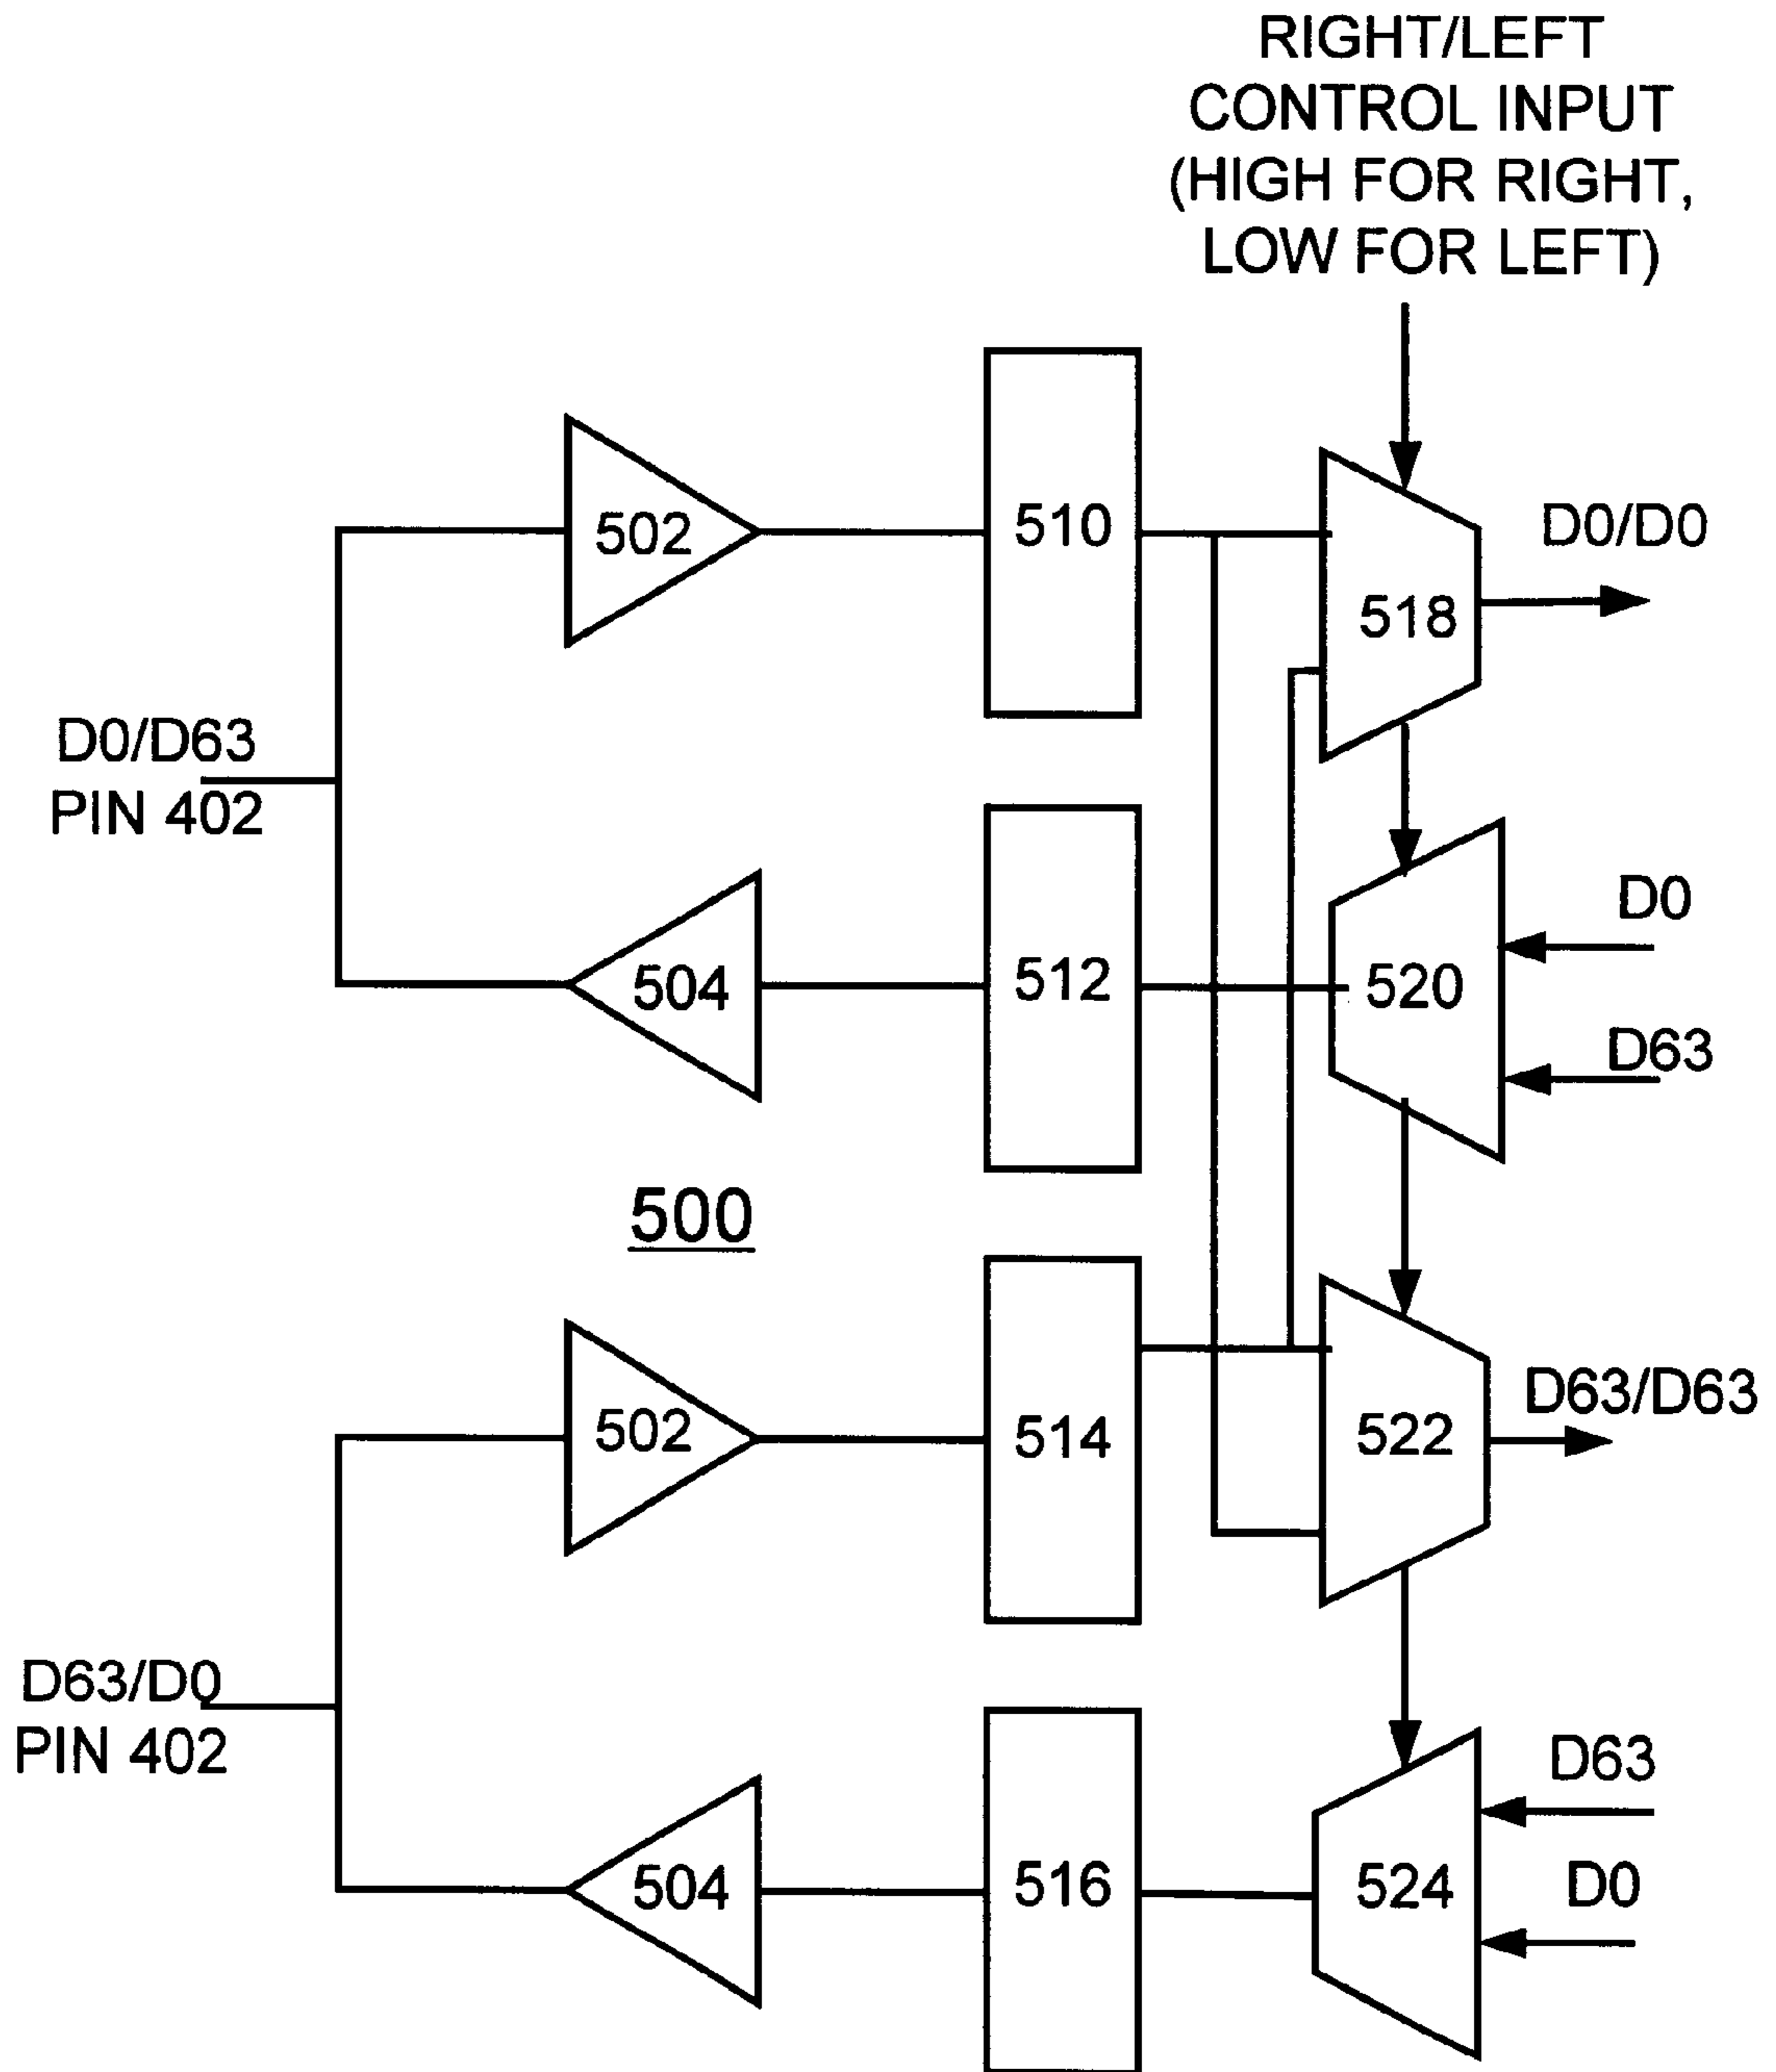 RIGHT/LEFT
CONTROL INPUT
(HIGH FOR RIGHT,
LOW FOR LEFT)
502
510
518
D0/D0
D0/D63
PIN 402
504
512
520
D0
D63
500
502
514
522
D63/D63
D63/D0
PIN 402
504
516
524
D63
D0